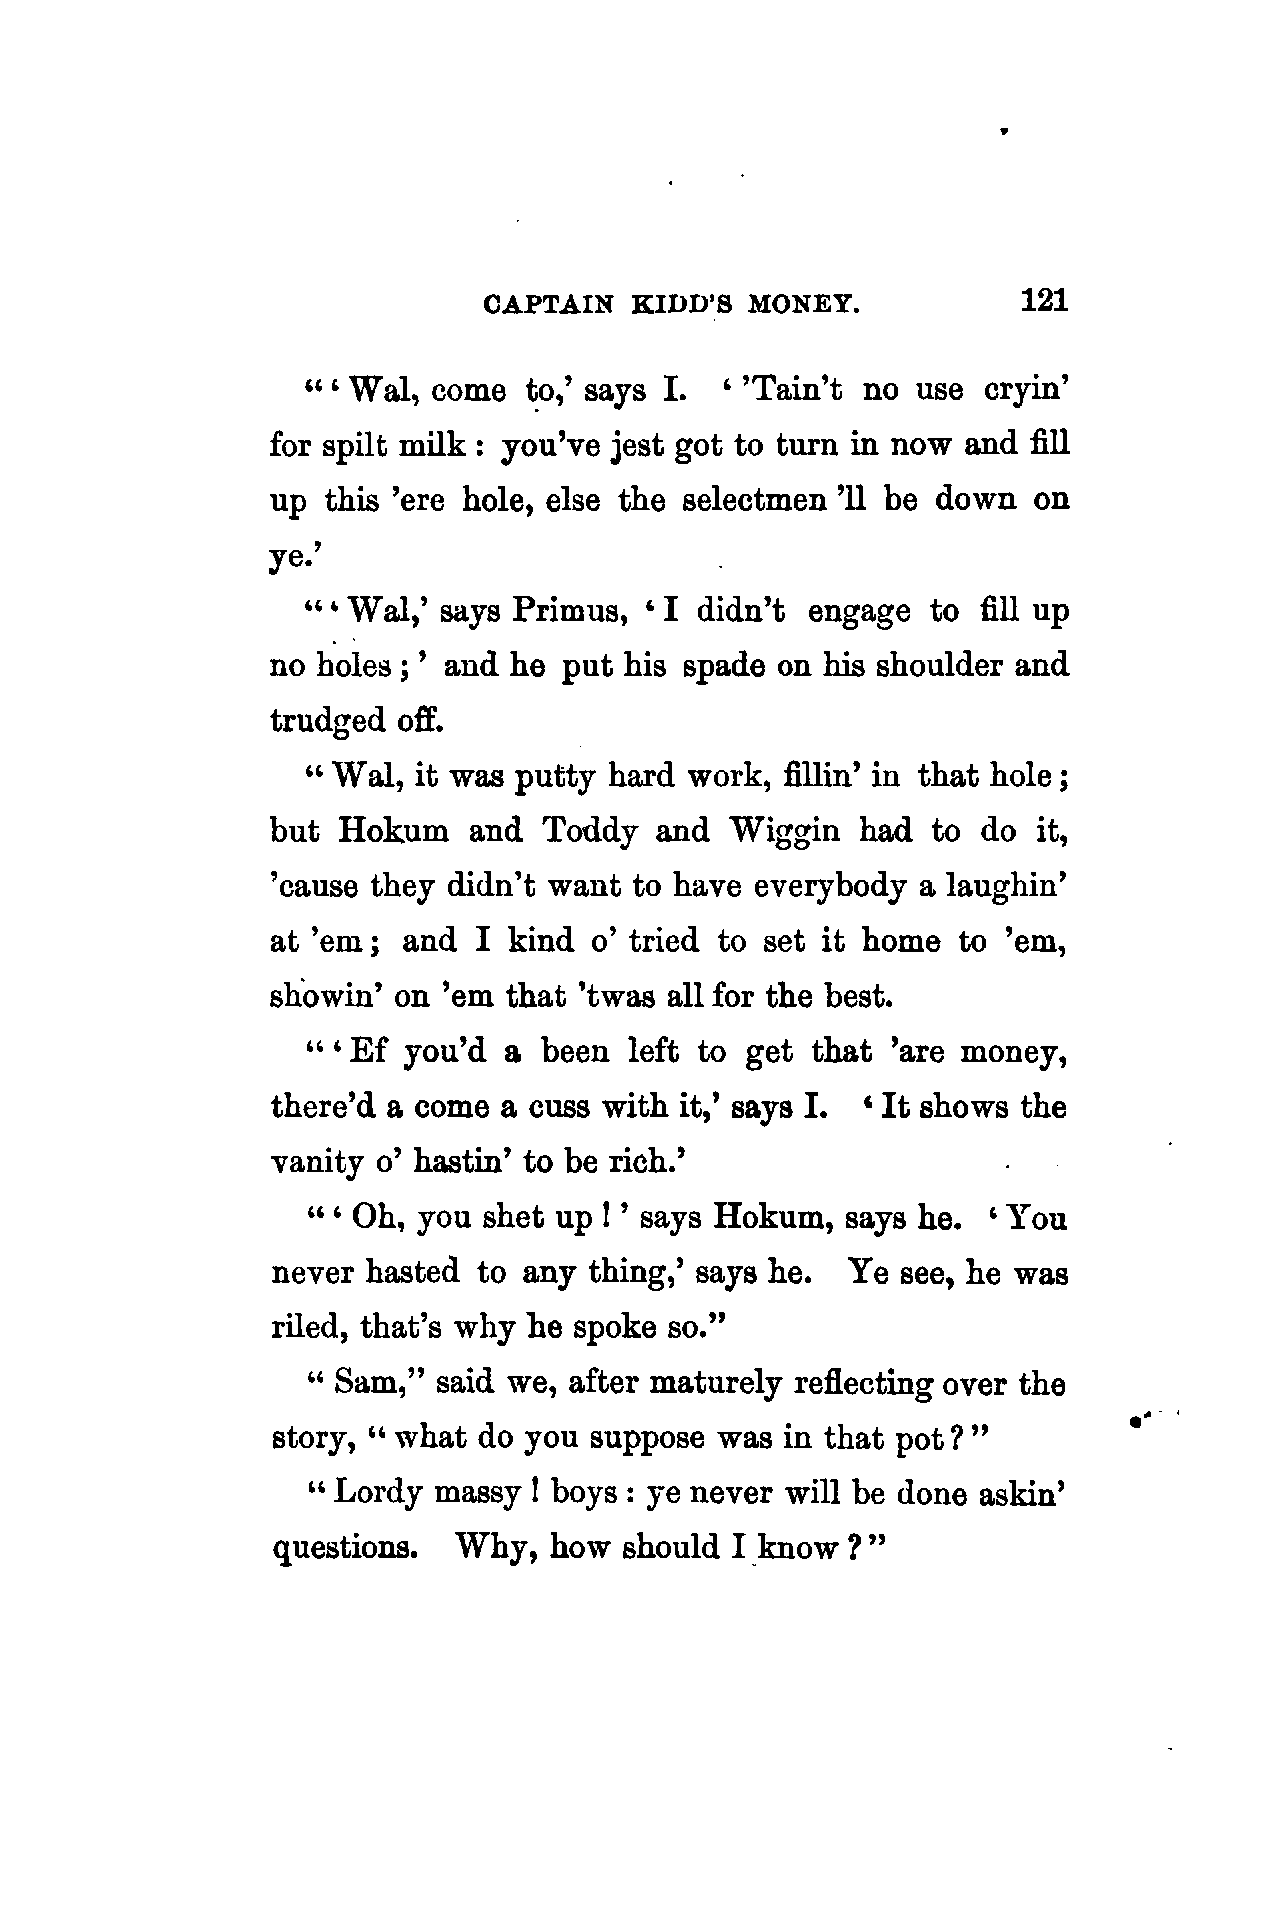 CAPTAIN KIDD'S MONEY. 121
"'Wal, come to,' says I. ''Tain't no use cryin'
for spilt milk: you've jest got to turn in now and fill
up this 'ere hole, else the selectmen 'll be down on
ye.'
"'Wal,' says Primus, 'I didn't engage to fill up
no holes;' and he put his spade on his shoulder and
trudged off.
"Wal, it was putty hard work, fillin' in that hole;
but Hokum and Toddy and Wiggin had to do it,
'cause they didn't want to have everybody a laughin'
at 'em; and I kind o' tried to set it home to 'em,
showin' on 'em that 'twas all for the best.
"'Ef you'd a been left to get that 'are money,
there'd a come a cuss with it,' says I. 'It shows the
vanity o' hastin' to be rich.'
"'Oh, you shet up!' says Hokum, says he. 'You
never hasted to any thing,' says he. Ye see, he was
riled, that's why he spoke so."
"Sam," said we, after maturely reflecting over the
story, "what do you suppose was in that pot?"
"Lordy massy! boys: ye never will be done askin'
questions. Why, how should I know?"